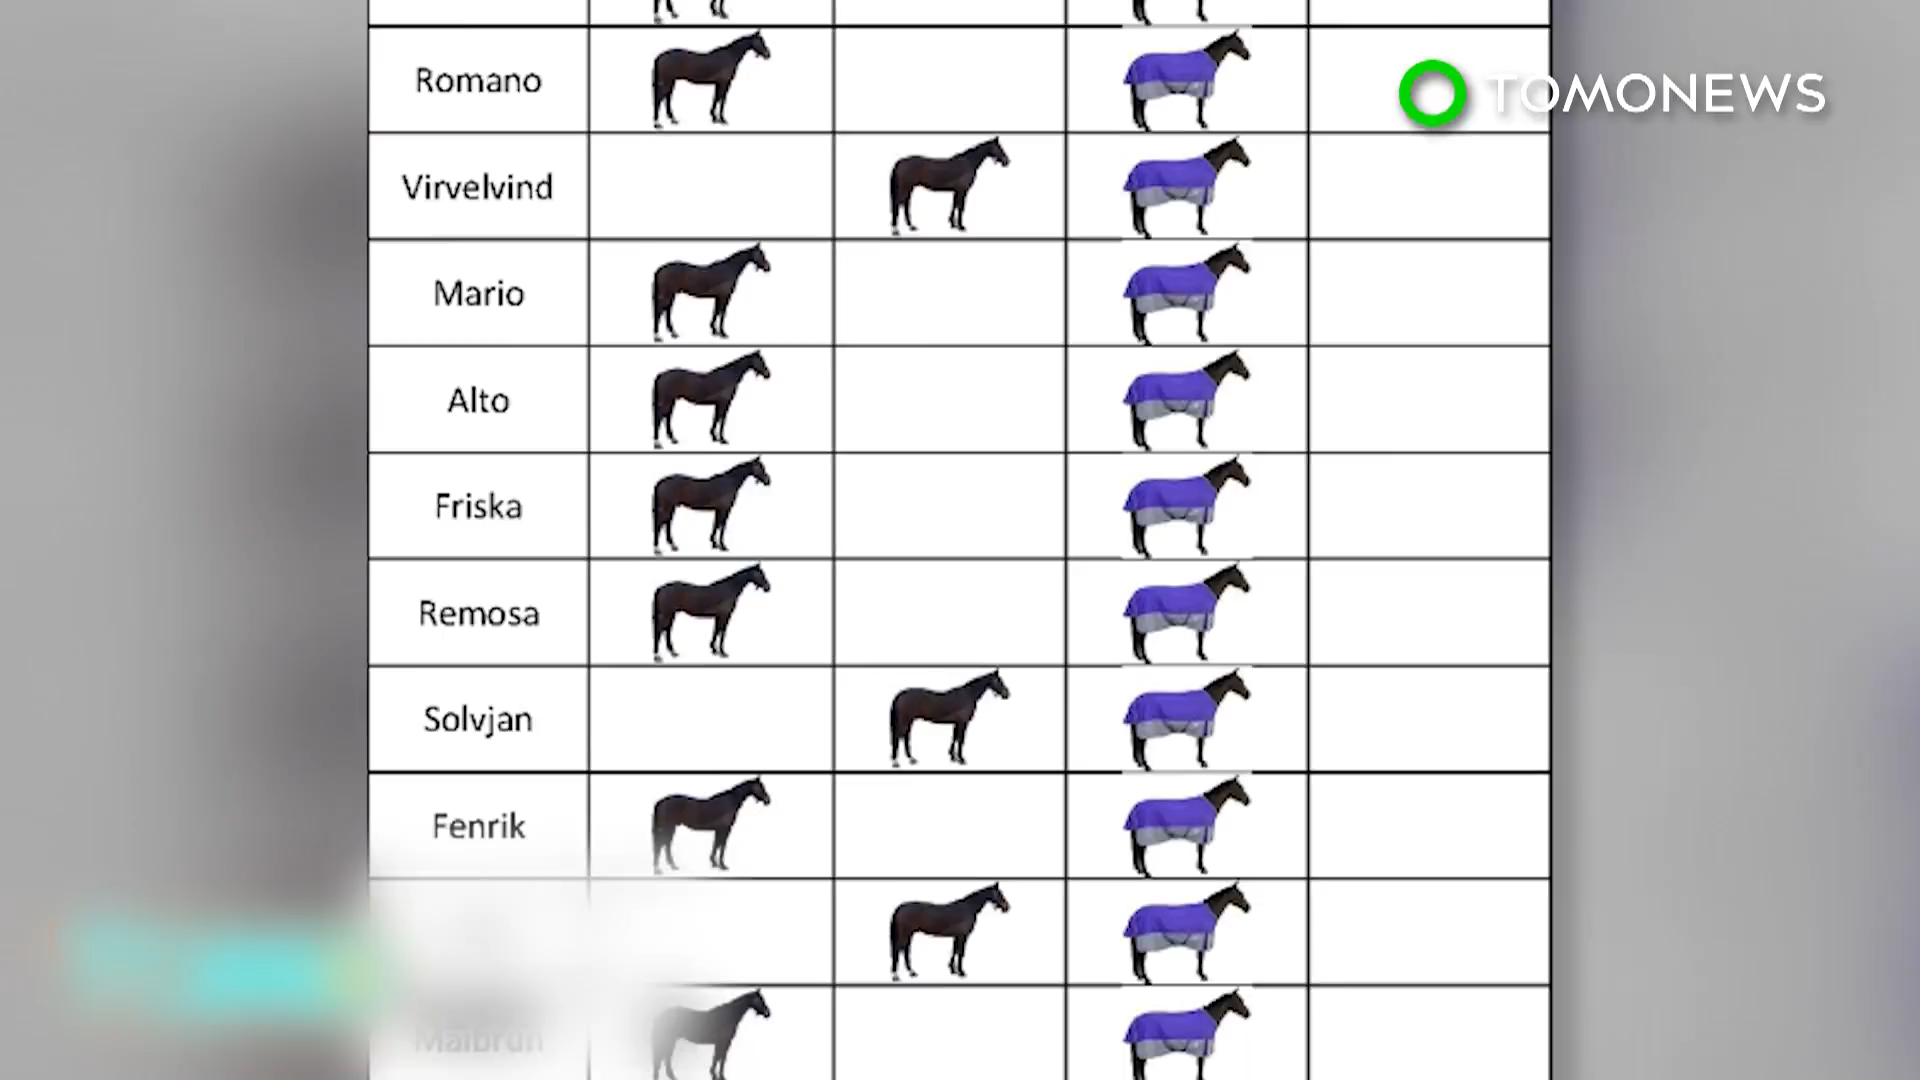 Romano
TOMONEWS
Virvelvind
Mario
Alto
Friska
Remosa
Solvjan
Fenrik